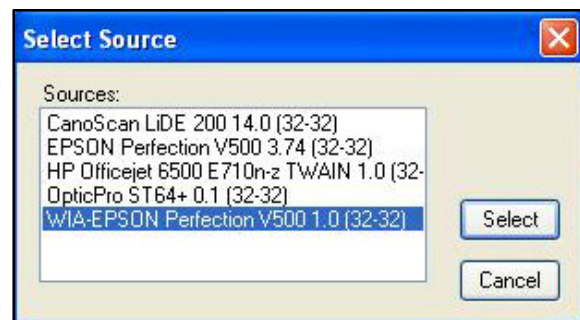 Select Source
Sources:
CanoScan LiDE 200 14.0 (32-32)
EPSON Perfection V500 3.74 (32-32)
HP Officejet 6500 E710n-z TWAIN 1.0 (32-
OpticPro ST64+ 0.1 (32-32)
WIA-EPSON Perfection V500 1.0 (32-32)
Select
Cancel